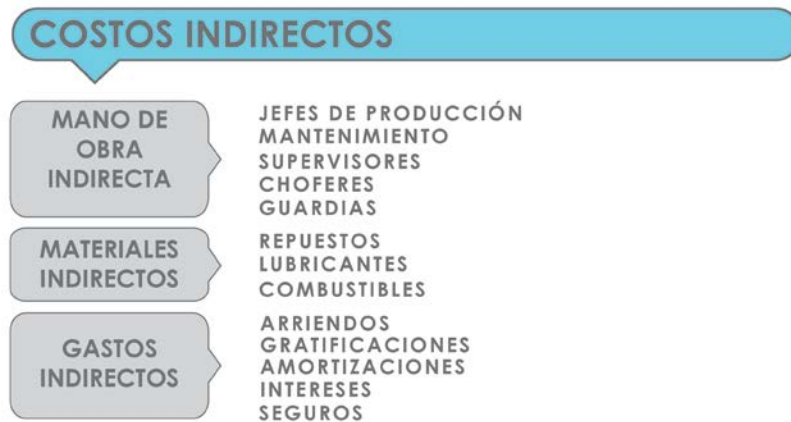 COSTOS INDIRECTOS
MANO DE
OBRA
INDIRECTA
JEFES DE PRODUCCIÓN
MANTENIMIENTO
SUPERVISORES
CHOFERES
GUARDIAS
MATERIALES
INDIRECTOS
REPUESTOS
LUBRICANTES
COMBUSTIBLES
GASTOS
INDIRECTOS
ARRIENDOS
GRATIFICACIONES
AMORTIZACIONES
INTERESES
SEGUROS